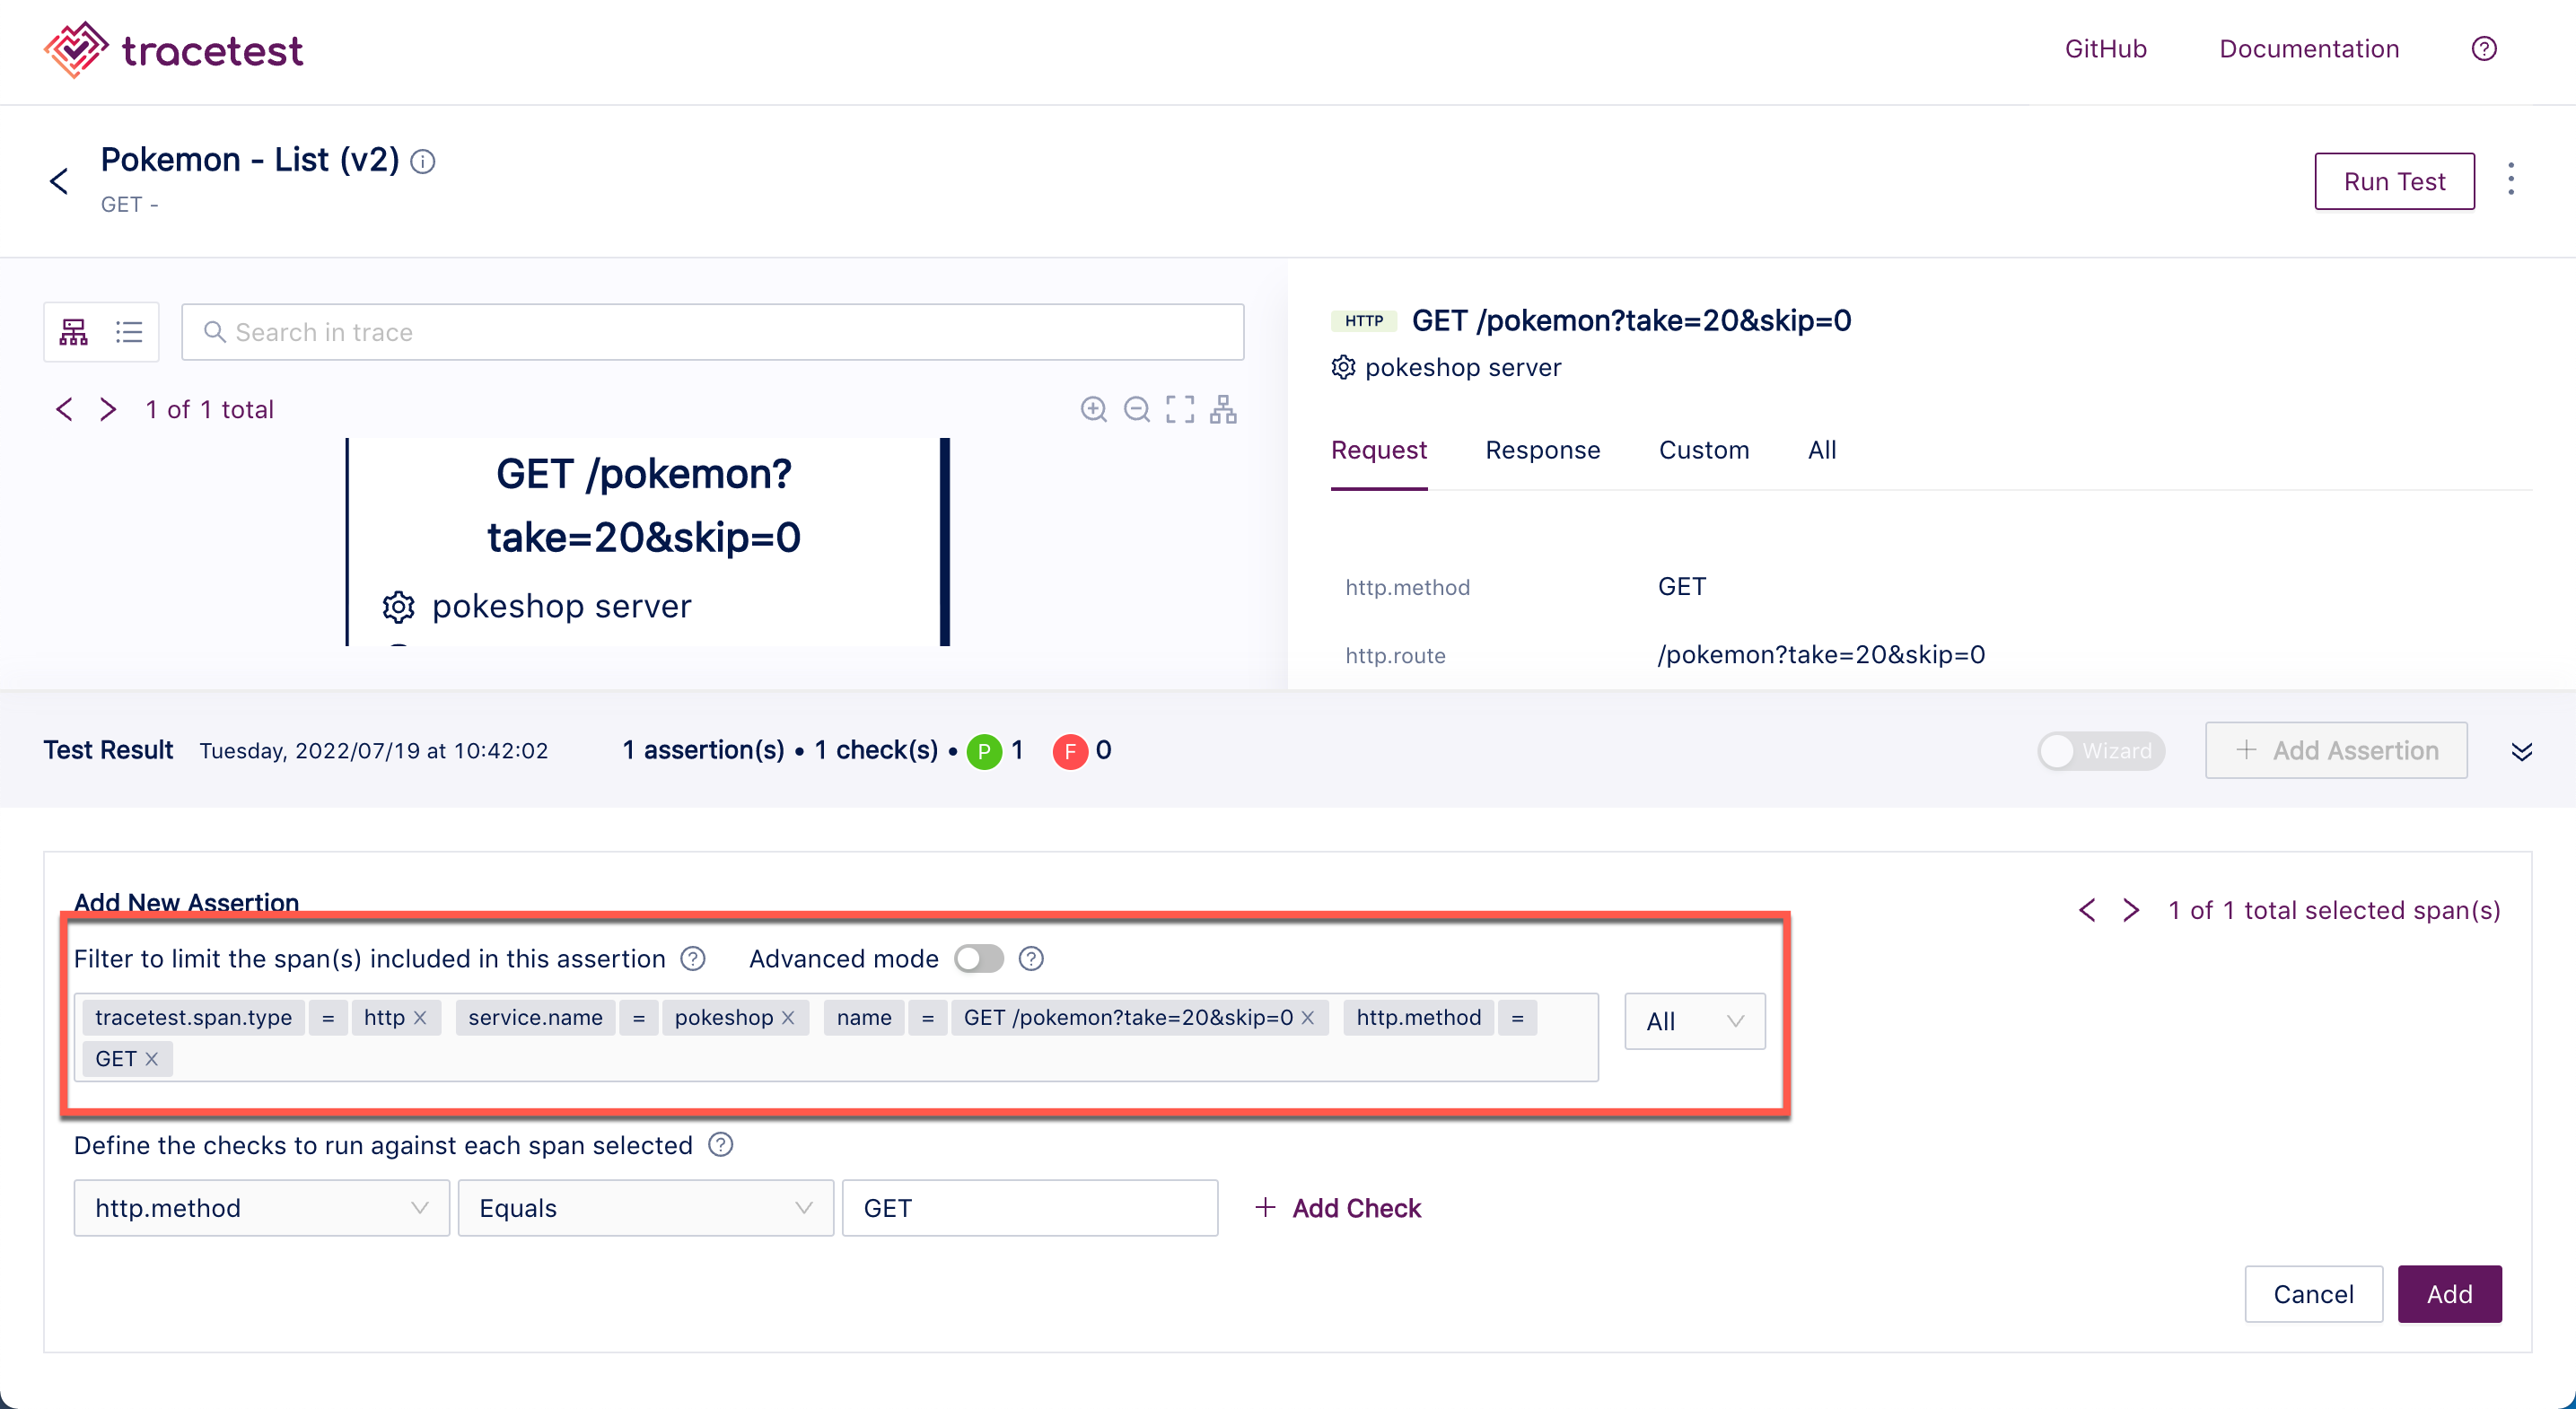 tracetest
GitHub Documentation
Pokemon - List (v2)
GET -
Run Test
Search in trace
1 of 1 total
GET /pokemon?
take=20&skip=0
pokeshop server
HTTP GET /pokemon?take=20&skip=0
pokeshop server
Request Response Custom All
http.method GET
http.route /pokemon?take=20&skip=0
Test Result Tuesday, 2022/07/19 at 10:42:02 1 assertion(s) • 1 check(s) • P 1 F 0
Wizard + Add Assertion
Add New Assertion
1 of 1 total selected span(s)
Filter to limit the span(s) included in this assertion Advanced mode
tracetest.span.type = http service.name = pokeshop name = GET /pokemon?take=20&skip=0 http.method =
GET
All
Define the checks to run against each span selected
http.method Equals GET + Add Check
Cancel Add